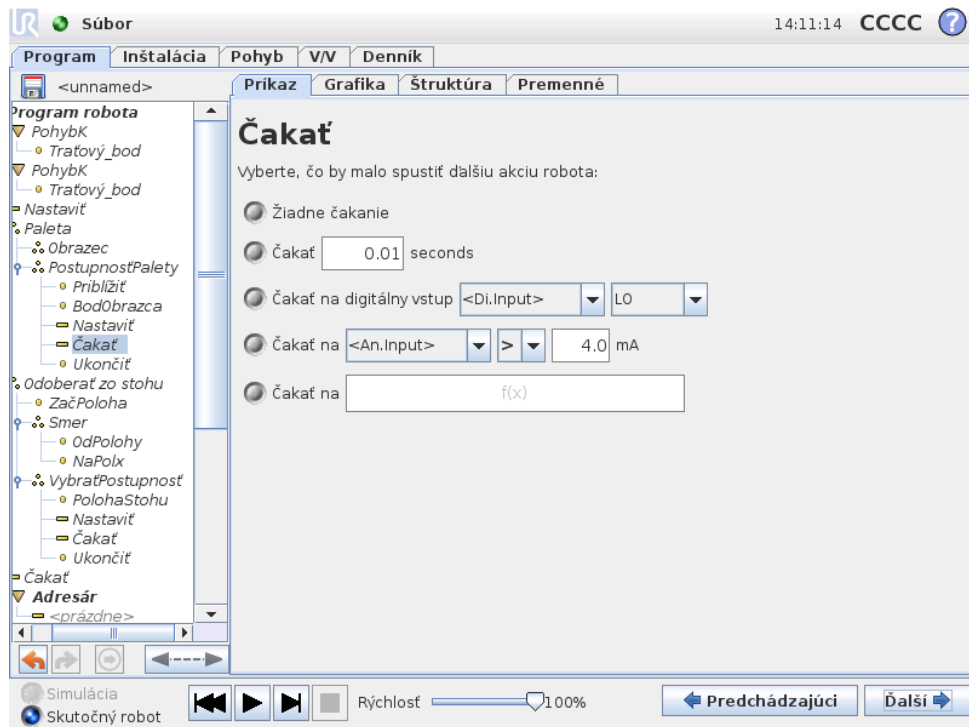 UR Súbor 14:11:14 CCCC ?
Program Inštalácia Pohyb V/V Denník
<unnamed>
Príkaz Grafika Štruktúra Premenné
Program robota
PohybK
Traťový_bod
PohybK
Traťový_bod
Nastaviť
Paleta
Obrazec
PostupnosťPalety
Priblížiť
BodObrazca
Nastaviť
Čakať
Ukončiť
Odoberať zo stohu
ZačPoloha
Smer
OdPolohy
NaPolx
VybraťPostupnosť
PolohaStohu
Nastaviť
Čakať
Ukončiť
Čakať
Adresár
<prázdne>
Čakať
Vyberte, čo by malo spustiť ďalšiu akciu robota:
Žiadne čakanie
Čakať 0.01 seconds
Čakať na digitálny vstup <Di.Input> LO
Čakať na <An.Input> > 4.0 mA
Čakať na f(x)
Simulácia
Skutočný robot
Rýchlosť 100%
Predchádzajúci Ďalší